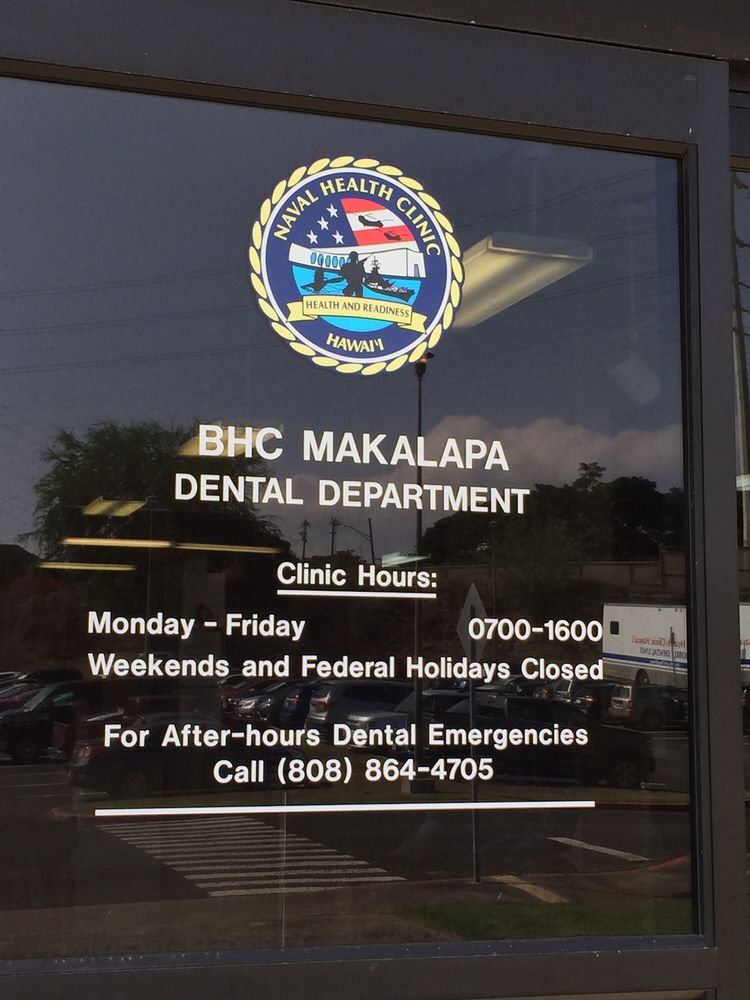 NAVAL HEALTH CLINIC
HEALTH AND READINESS
HAWAI'I
BHC MAKALAPA
DENTAL DEPARTMENT
Clinic Hours:
Monday - Friday 0700-1600
Weekends and Federal Holidays Closed
For After-hours Dental Emergencies
Call (808) 864-4705